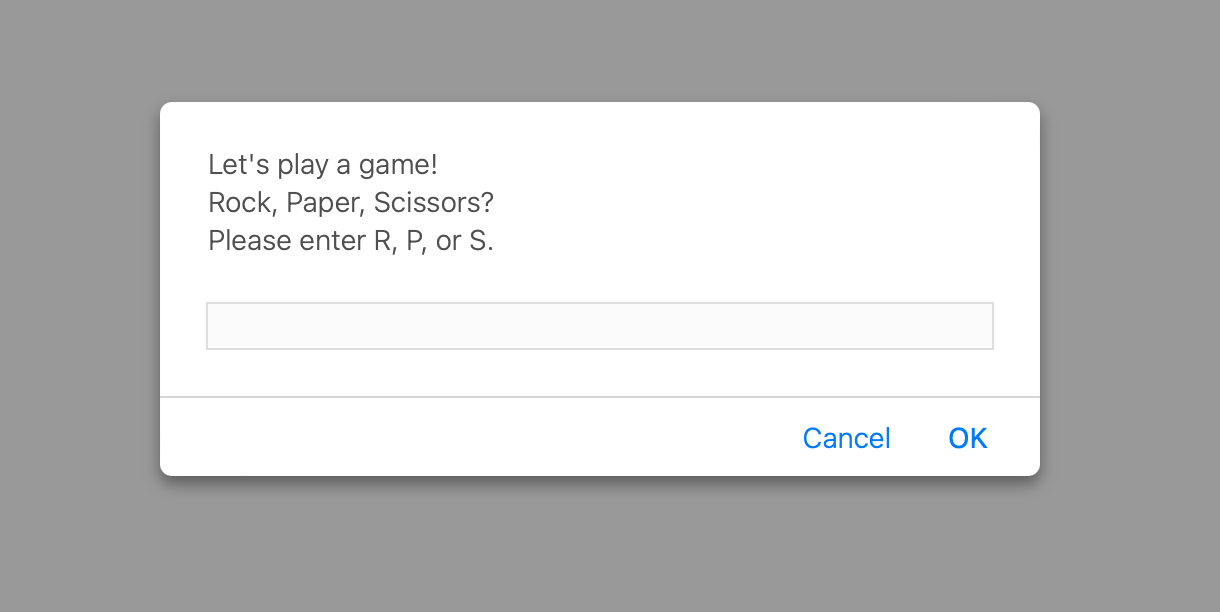 Let's play a game!
Rock, Paper, Scissors?
Please enter R, P, or S.
Cancel
OK